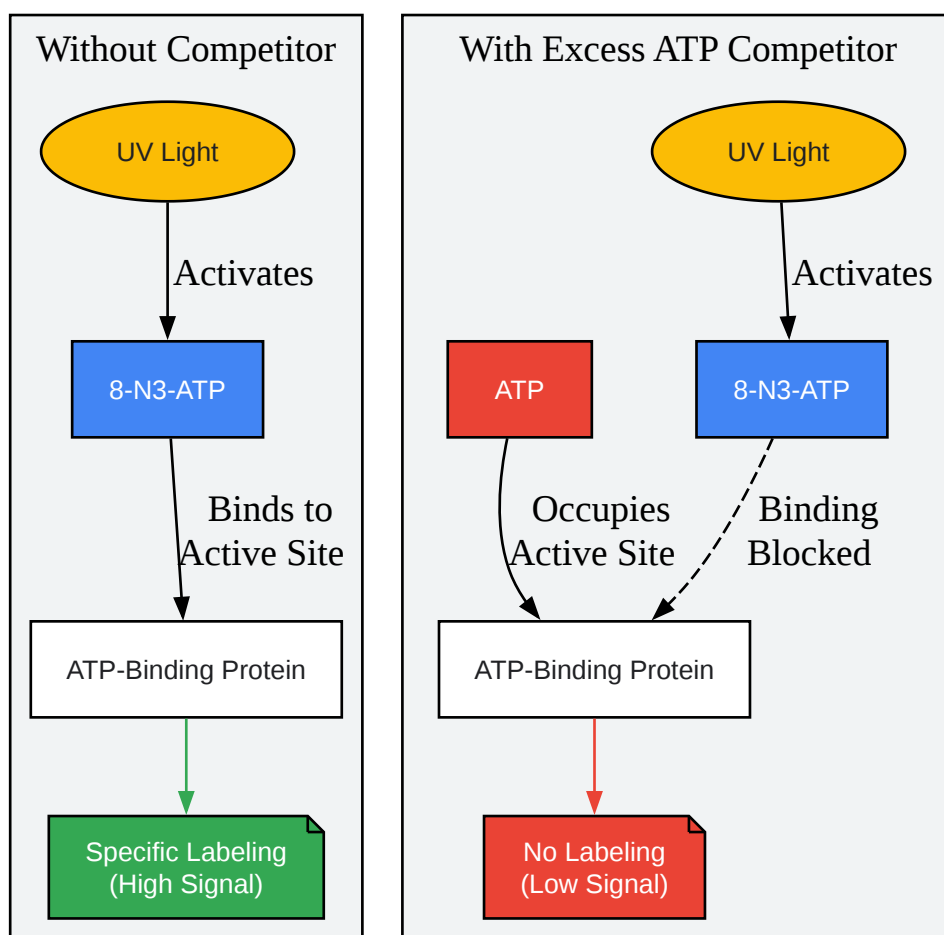 Without Competitor
UV Light
Activates
8-N3-ATP
Binds to
Active Site
ATP-Binding Protein
Specific Labeling
(High Signal)
With Excess ATP Competitor
UV Light
Activates
ATP
8-N3-ATP
Occupies
Active Site
Binding
Blocked
ATP-Binding Protein
No Labeling
(Low Signal)